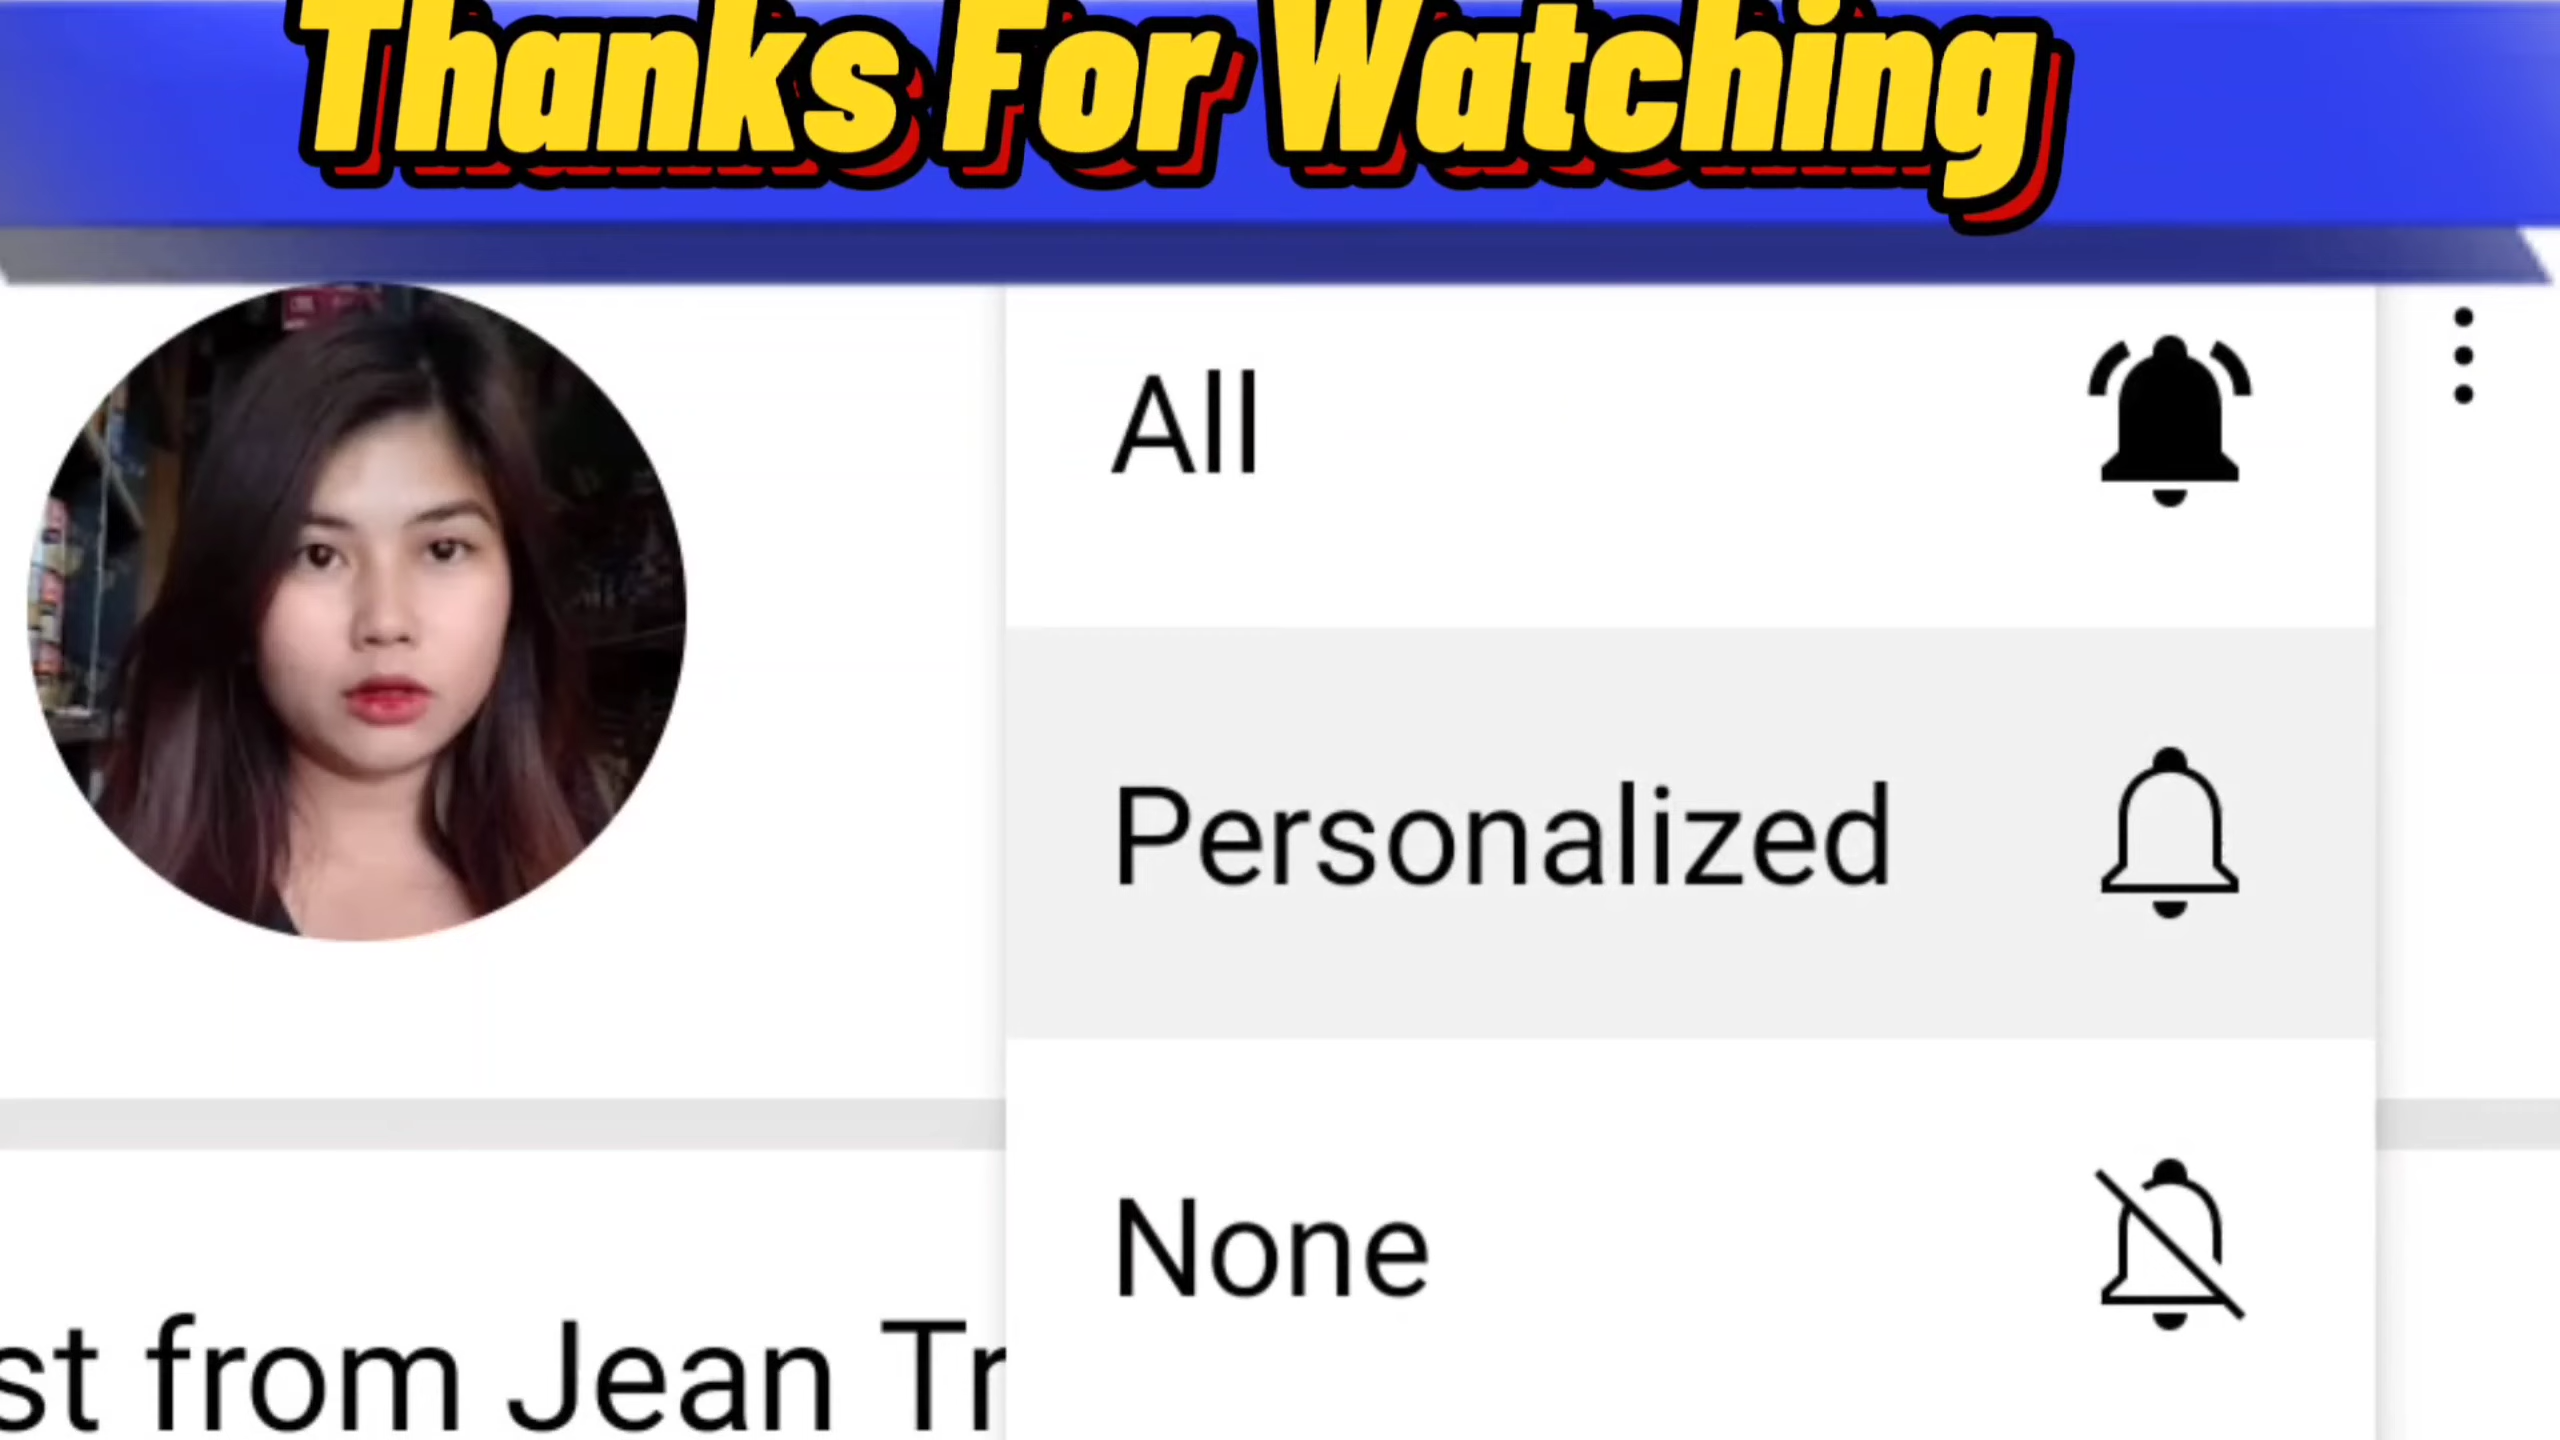 Thanks For Watching
All
Personalized
None
st from Jean Tr